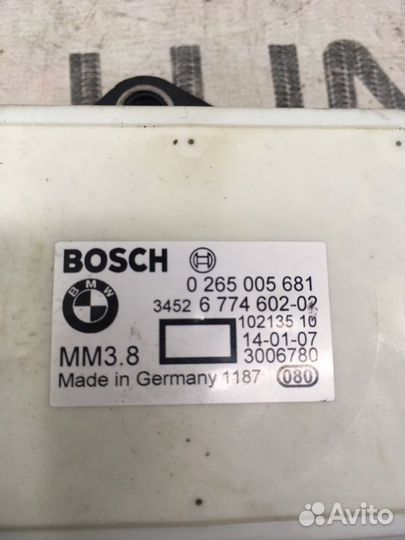 BOSCH
0 265 005 681
BMW
3452 6 774 602-02
102135 10
14-01-07
MM3.8
3006780
Made in Germany 1187
080
Avito